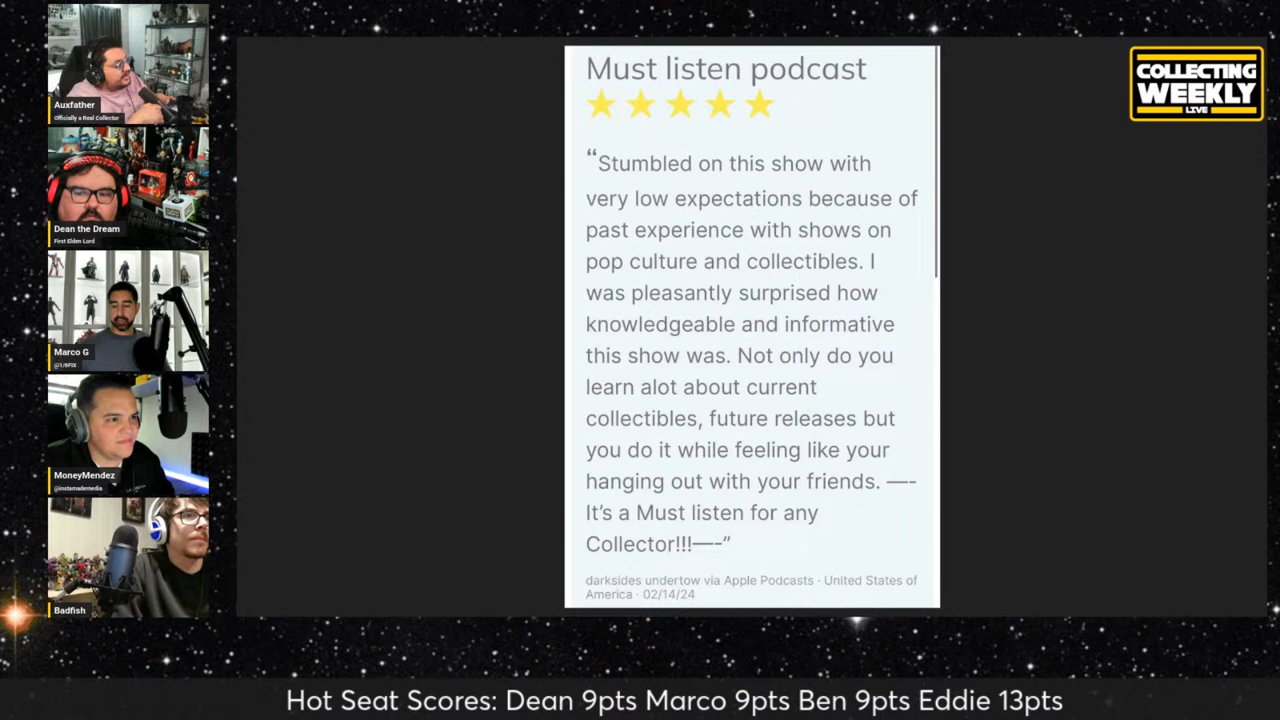 Auxfather
Officially a Real Collector
Dean the Dream
First Elden Lord
Marco G
@1/6FIX
MoneyMendez
@instamademedia
Badfish
Must listen podcast
“Stumbled on this show with
very low expectations because of
past experience with shows on
pop culture and collectibles. I
was pleasantly surprised how
knowledgeable and informative
this show was. Not only do you
learn alot about current
collectibles, future releases but
you do it while feeling like your
hanging out with your friends. —-
It’s a Must listen for any
Collector!!!—-”
darksides undertow via Apple Podcasts · United States of
America · 02/14/24
COLLECTING
WEEKLY
LIVE
Hot Seat Scores: Dean 9pts Marco 9pts Ben 9pts Eddie 13pts